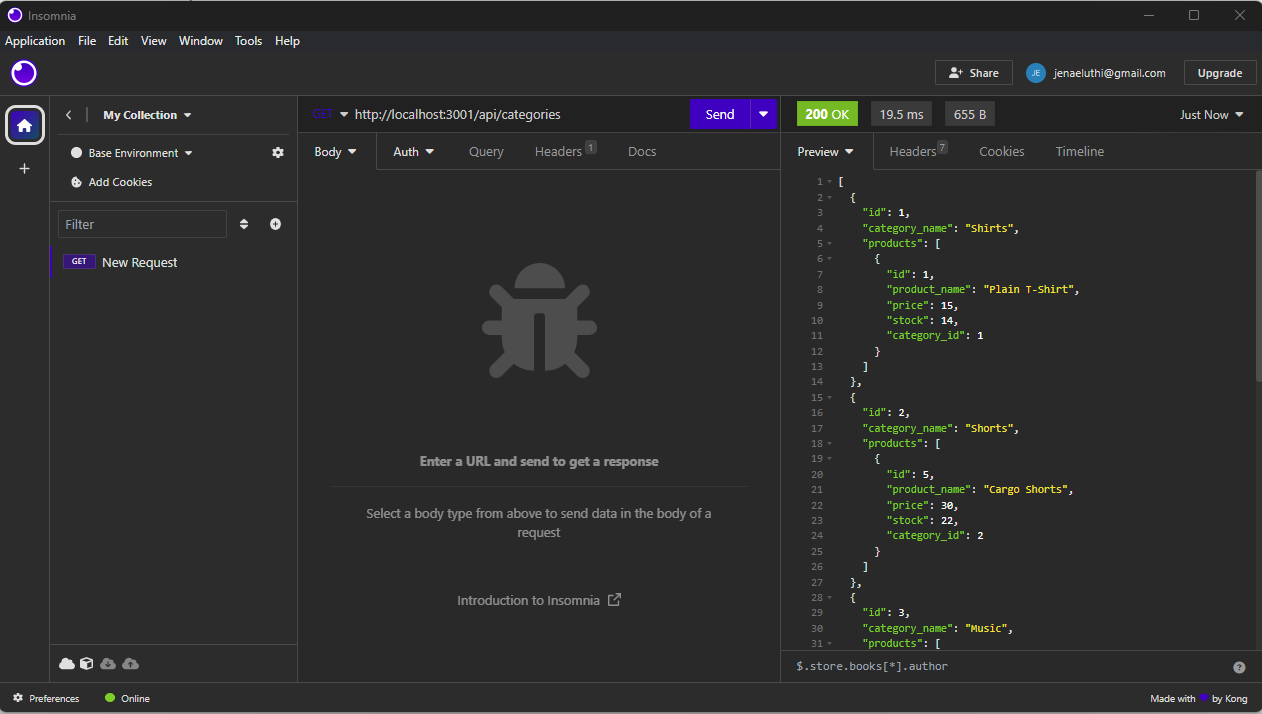 Insomnia
Application File Edit View Window Tools Help
Share JE jenaeluthi@gmail.com Upgrade
My Collection
Base Environment
Add Cookies
Filter
GET New Request
GET http://localhost:3001/api/categories Send
Body Auth Query Headers 1 Docs
Enter a URL and send to get a response
Select a body type from above to send data in the body of a
request
Introduction to Insomnia
200 OK 19.5 ms 655 B Just Now
Preview Headers 7 Cookies Timeline
1 [
2 {
3 "id": 1,
4 "category_name": "Shirts",
5 "products": [
6 {
7 "id": 1,
8 "product_name": "Plain T-Shirt",
9 "price": 15,
10 "stock": 14,
11 "category_id": 1
12 }
13 ]
14 },
15 {
16 "id": 2,
17 "category_name": "Shorts",
18 "products": [
19 {
20 "id": 5,
21 "product_name": "Cargo Shorts",
22 "price": 30,
23 "stock": 22,
24 "category_id": 2
25 }
26 ]
27 },
28 {
29 "id": 3,
30 "category_name": "Music",
31 "products": [
$.store.books[*].author
Preferences Online Made with by Kong